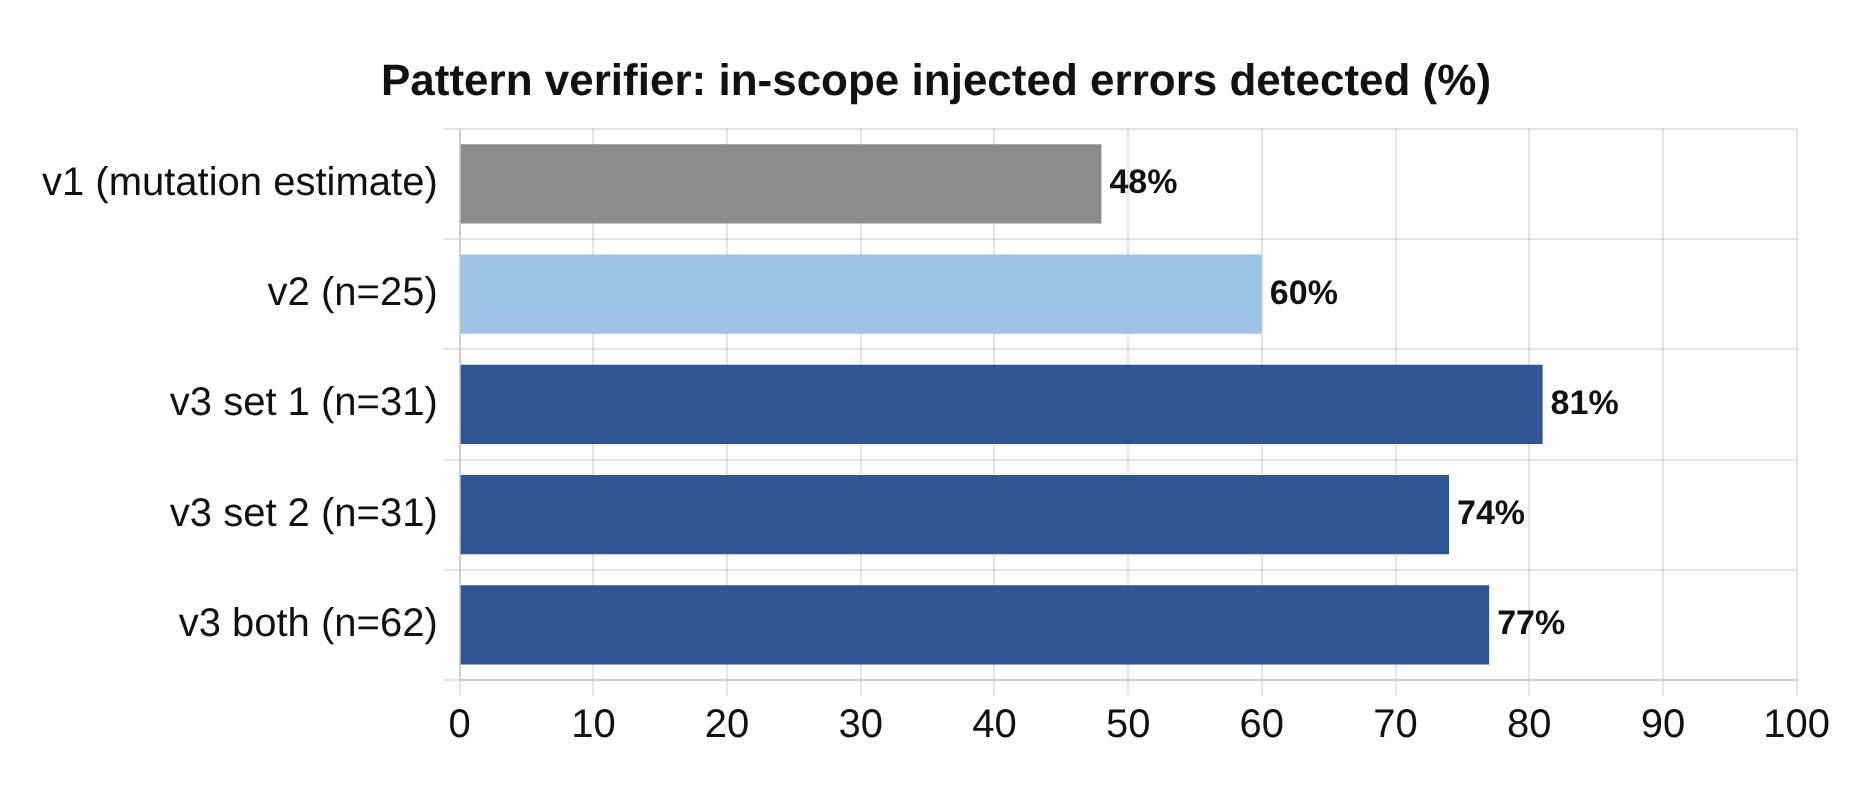 Pattern verifier: in-scope injected errors detected (%)
v1 (mutation estimate) 48%
v2 (n=25) 60%
v3 set 1 (n=31) 81%
v3 set 2 (n=31) 74%
v3 both (n=62) 77%
0 10 20 30 40 50 60 70 80 90 100